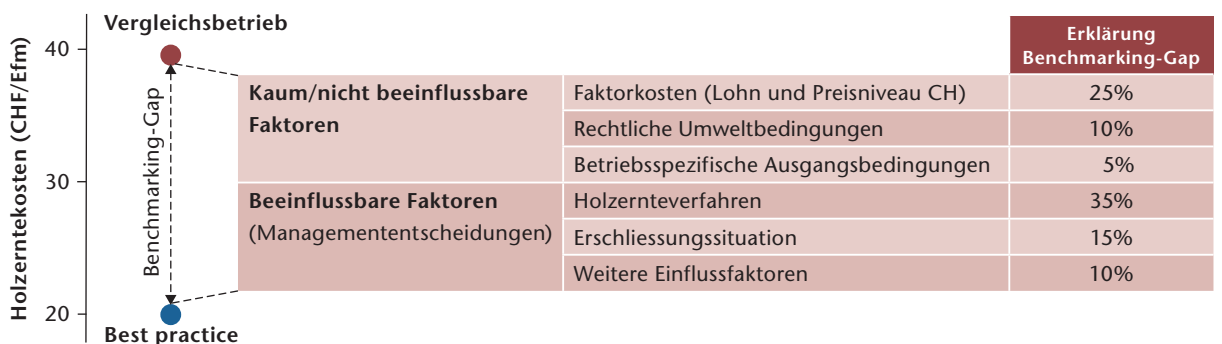 Vergleichsbetrieb
Holzerntekosten (CHF/Efm)
40
30
20
Benchmarking-Gap
Best practice
Erklärung
Benchmarking-Gap
Kaum/nicht beeinflussbare
Faktoren
Faktorkosten (Lohn und Preisniveau CH) 25%
Rechtliche Umweltbedingungen 10%
Betriebsspezifische Ausgangsbedingungen 5%
Beeinflussbare Faktoren
(Managemententscheidungen)
Holzernteverfahren 35%
Erschliessungssituation 15%
Weitere Einflussfaktoren 10%